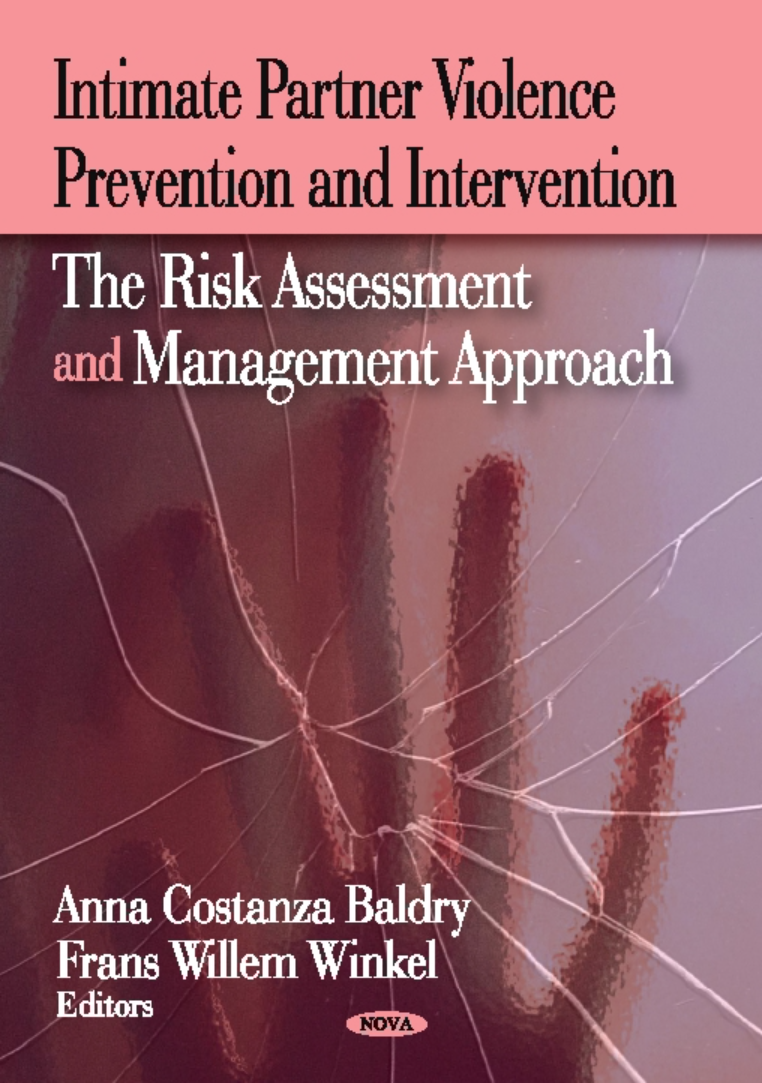 Intimate Partner Violence
Prevention and Intervention
The Risk Assessment
and Management Approach
Anna Costanza Baldry
Frans Willem Winkel
Editors
NOVA